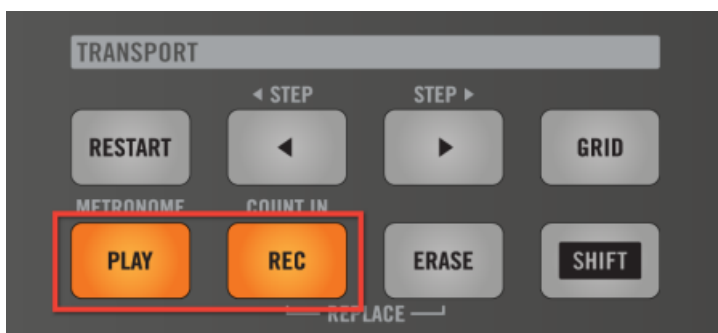 TRANSPORT
◄ STEP STEP ►
RESTART ◄ ► GRID
METRONOME COUNT IN
PLAY REC ERASE SHIFT
REPLACE